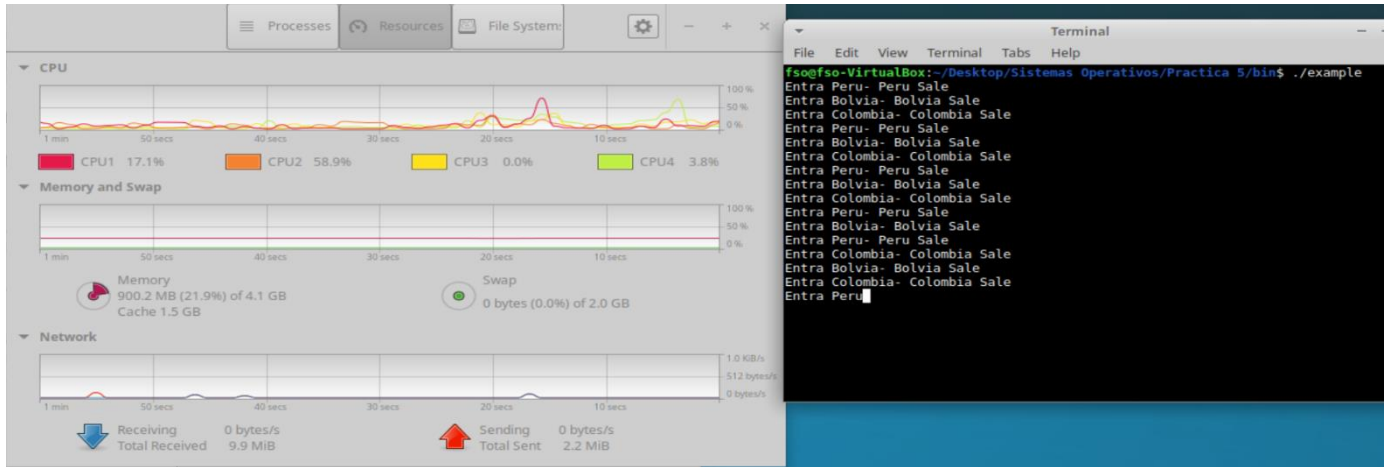 Processes Resources File Systems
CPU
100 %
50 %
0 %
1 min 50 secs 40 secs 30 secs 20 secs 10 secs
CPU1 17.1% CPU2 58.9% CPU3 0.0% CPU4 3.8%
Memory and Swap
100 %
50 %
0 %
1 min 50 secs 40 secs 30 secs 20 secs 10 secs
Memory
900.2 MB (21.9%) of 4.1 GB
Cache 1.5 GB
Swap
0 bytes (0.0%) of 2.0 GB
Network
1.0 KiB/s
512 bytes/s
0 bytes/s
1 min 50 secs 40 secs 30 secs 20 secs 10 secs
Receiving 0 bytes/s
Total Received 9.9 MiB
Sending 0 bytes/s
Total Sent 2.2 MiB
Terminal
File Edit View Terminal Tabs Help
fso@fso-VirtualBox:~/Desktop/Sistemas Operativos/Practica 5/bin$ ./example
Entra Peru- Peru Sale
Entra Bolvia- Bolvia Sale
Entra Colombia- Colombia Sale
Entra Peru- Peru Sale
Entra Bolvia- Bolvia Sale
Entra Colombia- Colombia Sale
Entra Peru- Peru Sale
Entra Bolvia- Bolvia Sale
Entra Colombia- Colombia Sale
Entra Peru- Peru Sale
Entra Bolvia- Bolvia Sale
Entra Peru- Peru Sale
Entra Colombia- Colombia Sale
Entra Bolvia- Bolvia Sale
Entra Colombia- Colombia Sale
Entra Peru